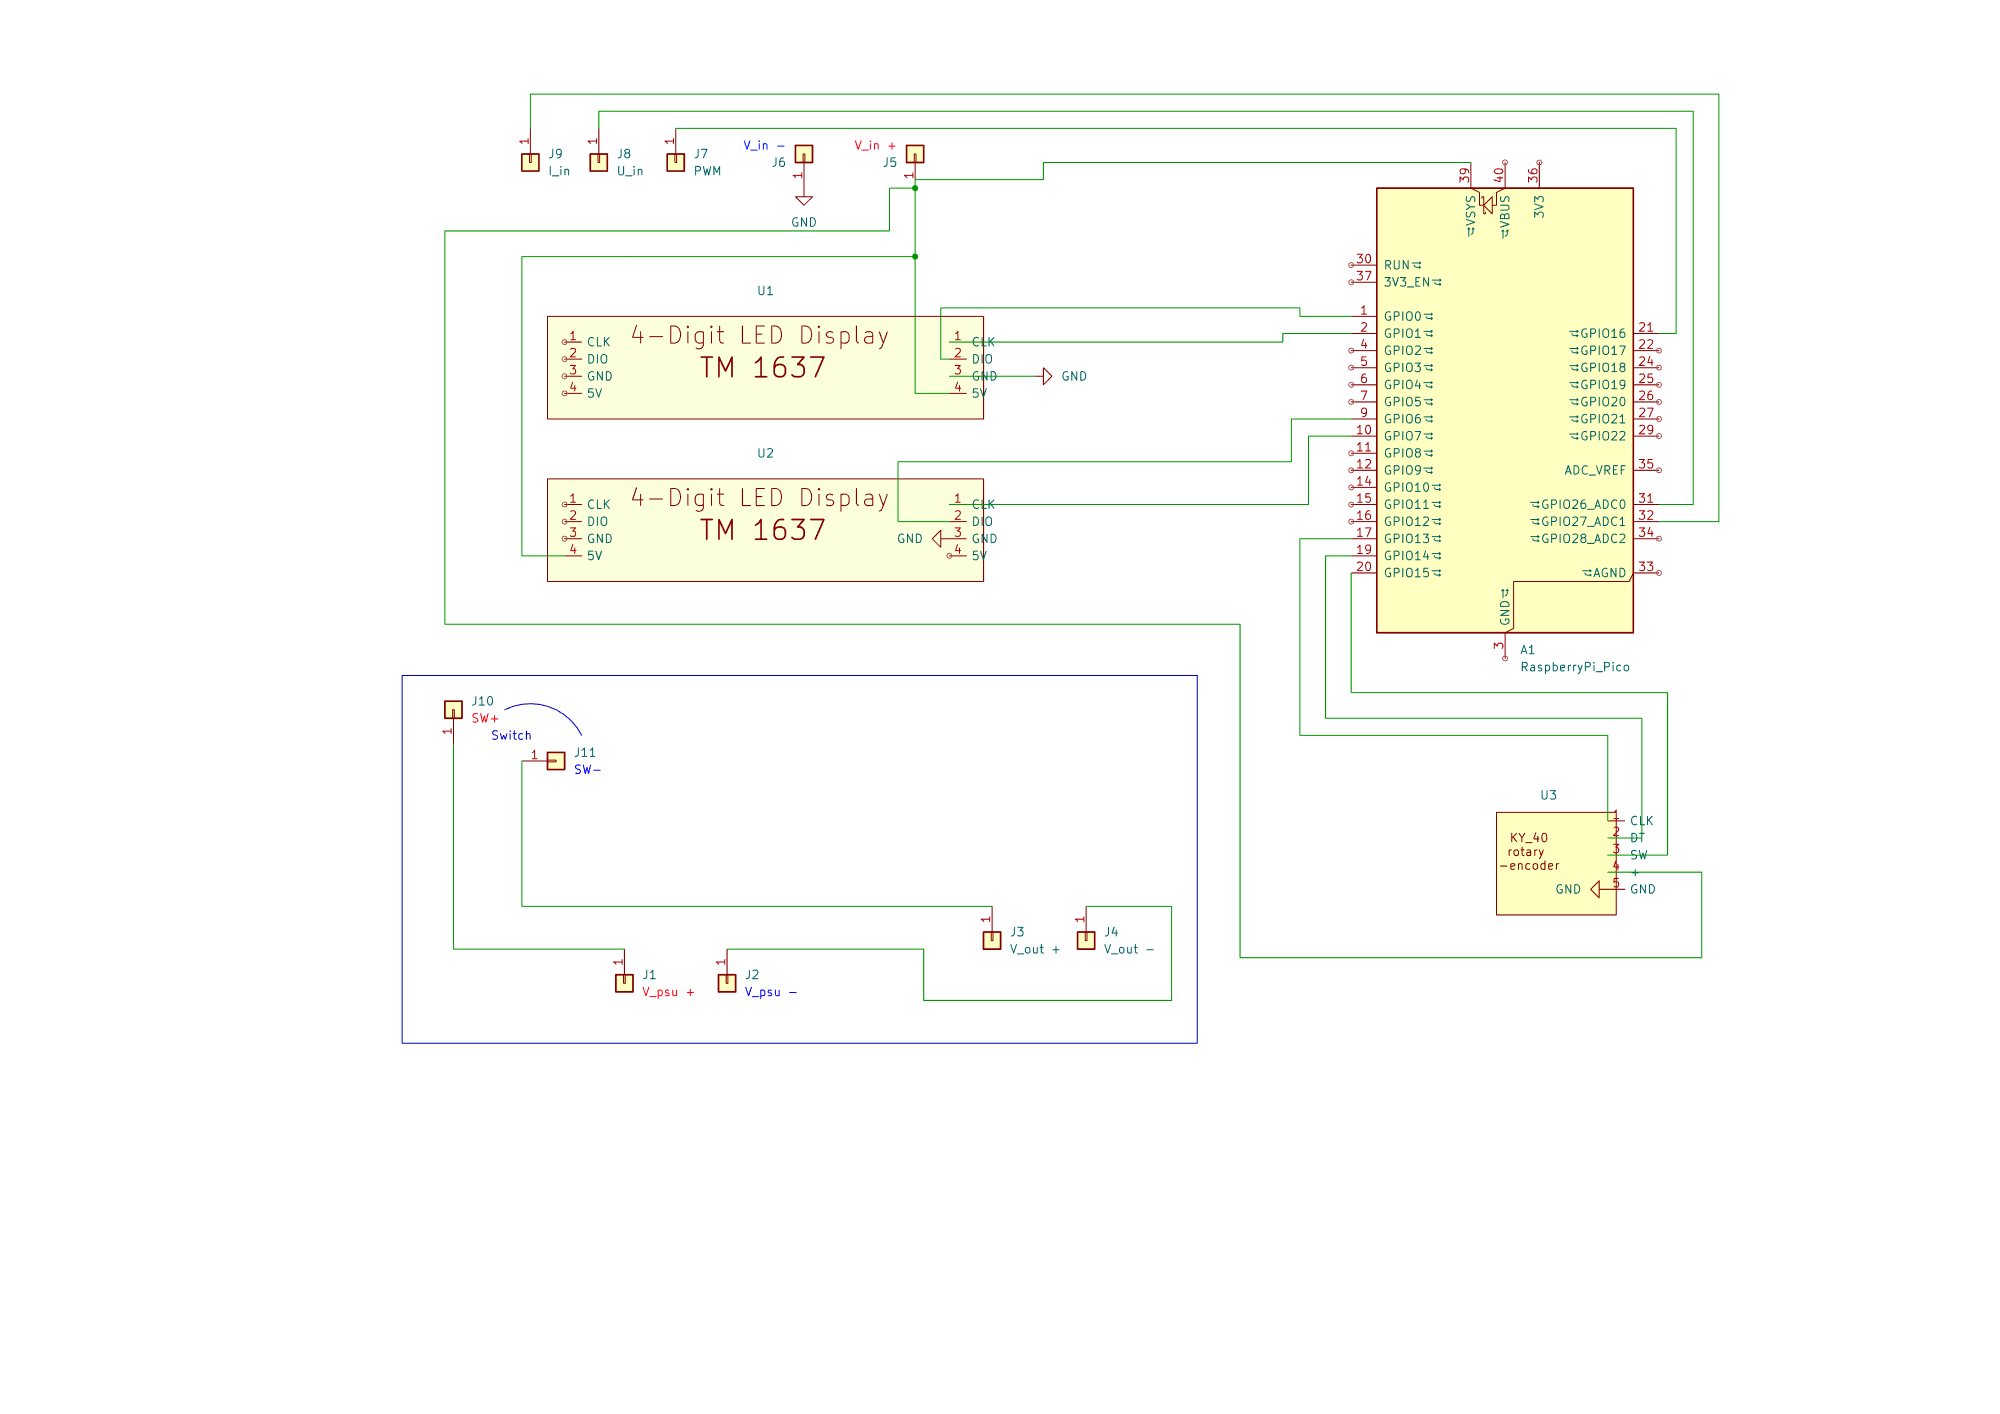 V_in -
J6
V_in +
J5
1
J9
I_in
1
J8
U_in
1
J7
PWM
1
GND
1
39
40
36
⇄VSYS
⇄VBUS
3V3
30 RUN⇄
37 3V3_EN⇄
1 GPIO0⇄
2 GPIO1⇄
4 GPIO2⇄
5 GPIO3⇄
6 GPIO4⇄
7 GPIO5⇄
9 GPIO6⇄
10 GPIO7⇄
11 GPIO8⇄
12 GPIO9⇄
14 GPIO10⇄
15 GPIO11⇄
16 GPIO12⇄
17 GPIO13⇄
19 GPIO14⇄
20 GPIO15⇄
⇄GPIO16 21
⇄GPIO17 22
⇄GPIO18 24
⇄GPIO19 25
⇄GPIO20 26
⇄GPIO21 27
⇄GPIO22 29
ADC_VREF 35
⇄GPIO26_ADC0 31
⇄GPIO27_ADC1 32
⇄GPIO28_ADC2 34
⇄AGND 33
GND⇄
3
A1
RaspberryPi_Pico
U1
4-Digit LED Display
TM 1637
1 CLK
2 DIO
3 GND
4 5V
1 CLK
2 DIO
3 GND
4 5V
GND
U2
4-Digit LED Display
TM 1637
1 CLK
2 DIO
3 GND
4 5V
1 CLK
2 DIO
GND 3 GND
4 5V
J10
SW+
1
Switch
1
J11
SW-
1
J1
V_psu +
1
J2
V_psu -
1
J3
V_out +
1
J4
V_out -
U3
KY_40
rotary
-encoder
1 CLK
2 DT
3 SW
4 +
GND 5 GND